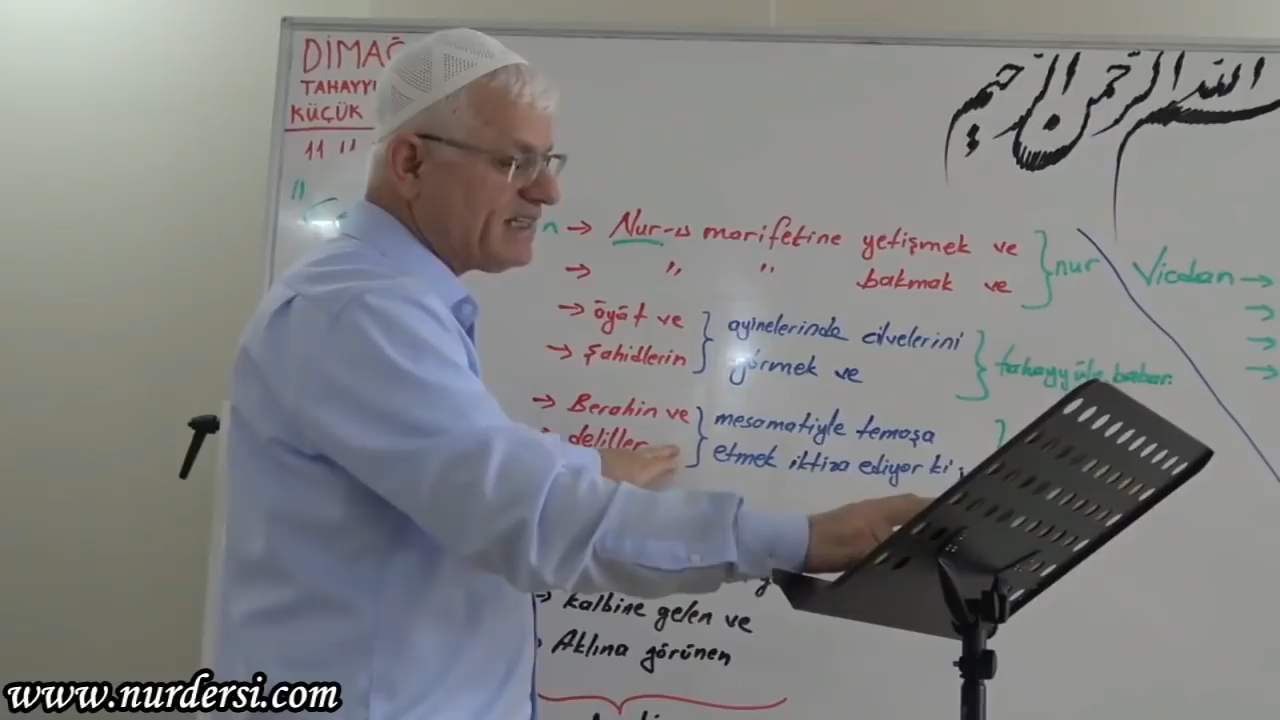 DİMAĞ
TAHAYY
KÜÇÜK
11 "
"
الله الرحمن الرحيم
n → Nur-u marifetine yetişmek ve
→ " " bakmak ve
} nur
→ âyât ve
→ şahidlerin
} ayinelerinde cilvelerini
görmek ve
} tahayyüle bakar.
→ Berahin ve
deliller
} mesamatiyle temaşa
etmek iktiza ediyor ki
Vicdan →
→
→
→
→ kalbine gelen ve
Aklına görünen
www.nurdersi.com